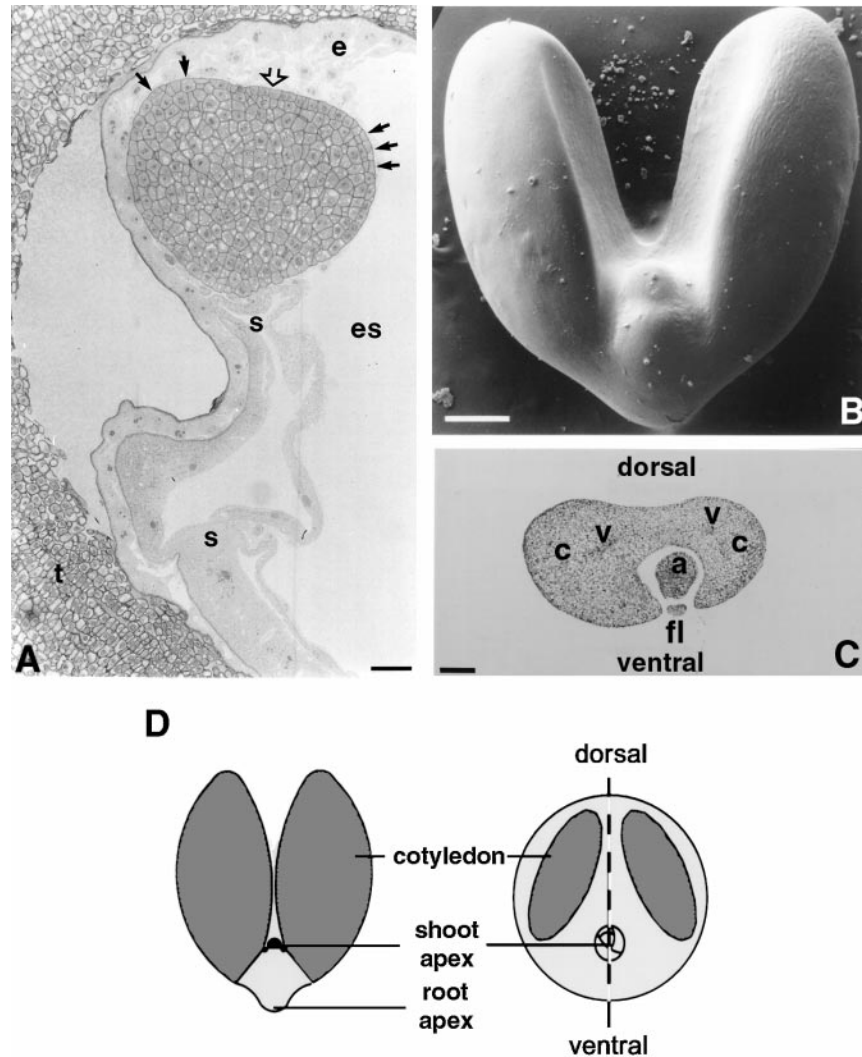 e
s
es
s
t
A
B
dorsal
v v
c c
a
fl
ventral
C
D
dorsal
cotyledon
shoot
apex
root
apex
ventral